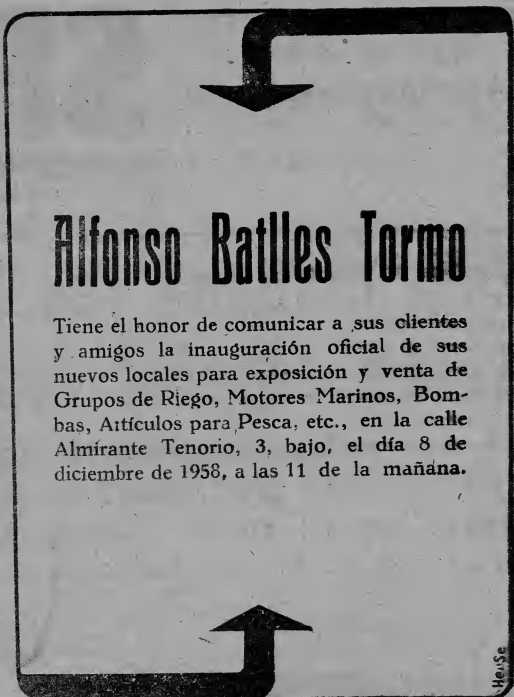 Alfonso Batlles Tormo
Tiene el honor de comunicar a sus clientes
y amigos la inauguración oficial de sus
nuevos locales para exposición y venta de
Grupos de Riego, Motores Marinos, Bom-
bas, Artículos para Pesca, etc., en la calle
Almirante Tenorio, 3, bajo, el día 8 de
diciembre de 1958, a las 11 de la mañana.